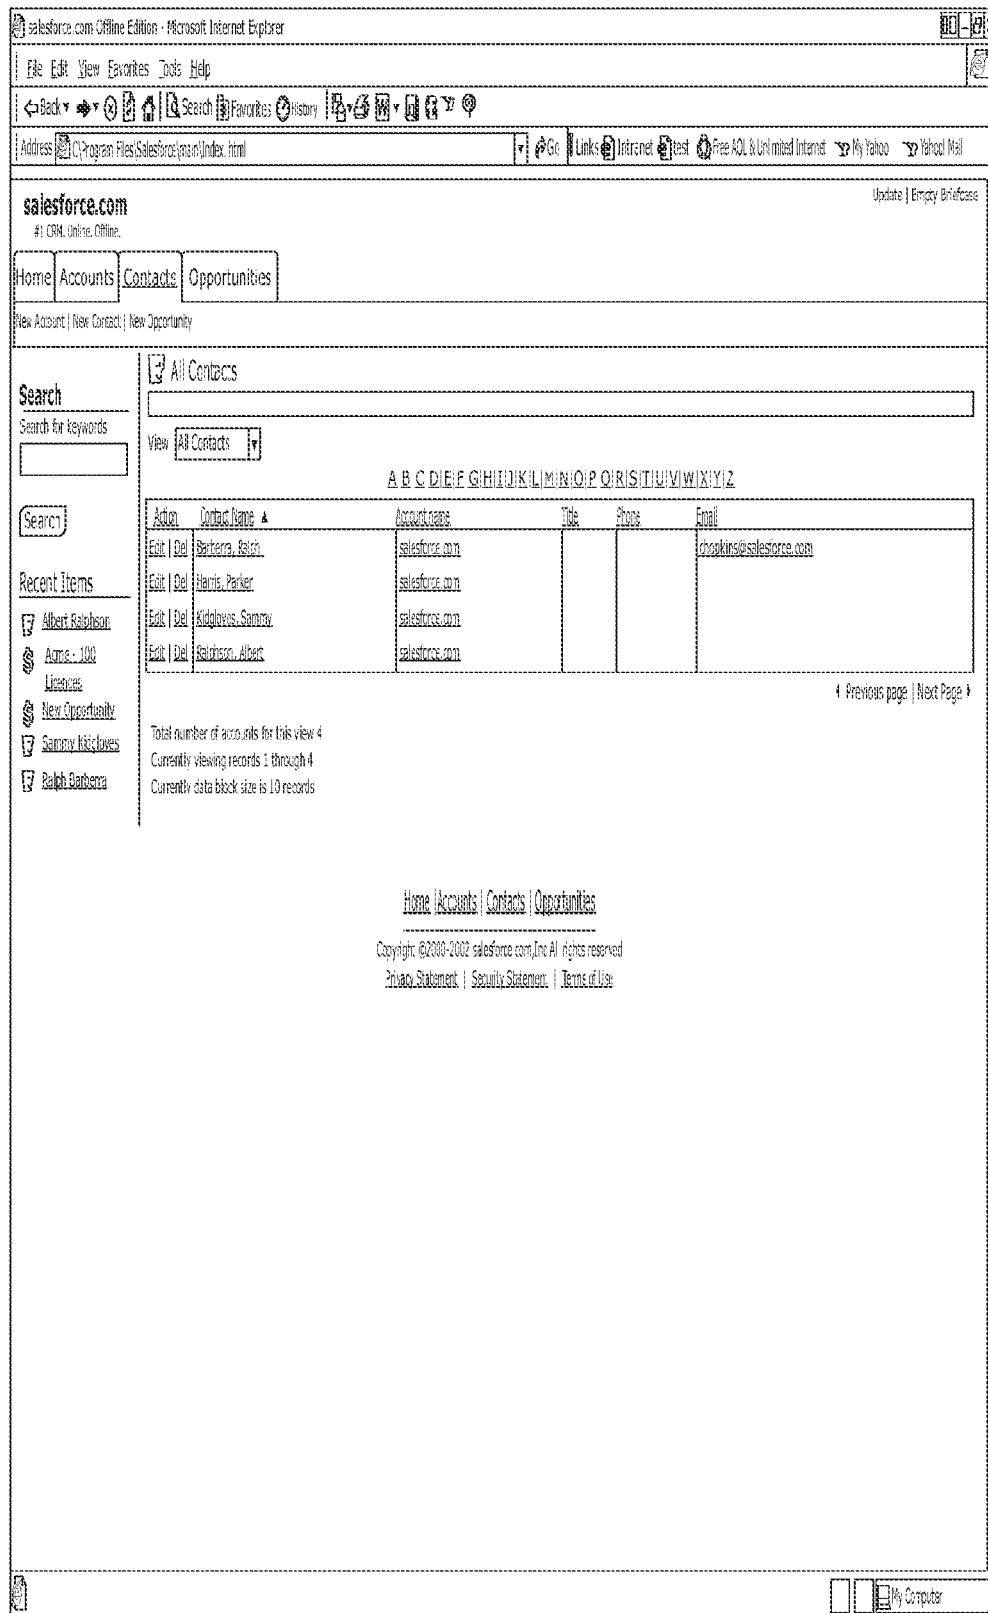 salesforce.com Offline Edition - Microsoft Internet Explorer
File Edit View Favorites Tools Help
Back Search Favorites History
Address C:\Program Files\Salesforce\main\Index.html Go Links Intranet test Free AOL & Unlimited Internet My Yahoo Yahoo! Mail
salesforce.com
Update | Empty Briefcase
#1 CRM. Online. Offline.
Home Accounts Contacts Opportunities
New Account | New Contact | New Opportunity
All Contacts
Search
Search for keywords
View All Contacts
A B C D|E|F G|H|I|J|K|L|M|N|O|P Q|R|S|T|U|V|W|X|Y|Z
Search
Action Contact Name ▲ Account name Title Phone Email
Edit | Del Barberra, Ralph salesforce.com chopkins@salesforce.com
Edit | Del Harris, Parker salesforce.com
Edit | Del Kidgloves, Sammy salesforce.com
Edit | Del Ralphson, Albert salesforce.com
Previous page | Next Page
Recent Items
Albert Ralphson
Acme - 100
Licences
New Opportunity
Sammy Kidgloves
Ralph Barberra
Total number of accounts for this view 4
Currently viewing records 1 through 4
Currently data block size is 10 records
Home | Accounts | Contacts | Opportunities
Copyright ©2000-2002 salesforce com,Inc All rights reserved
Privacy Statement | Security Statement | Terms of Use
My Computer